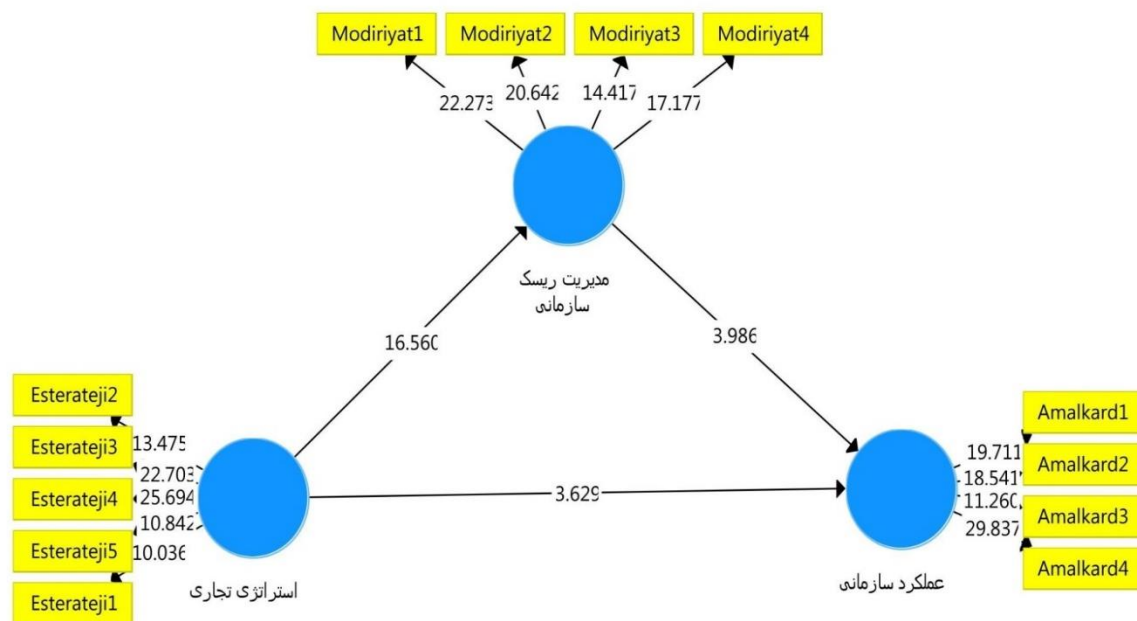 Modiriyat1
Modiriyat2
Modiriyat3
Modiriyat4
22.273
20.642
14.417
17.177
مدیریت ریسک
سازمانی
16.560
3.986
Esterateji2
Esterateji3
Esterateji4
Esterateji5
Esterateji1
13.475
22.703
25.694
10.842
10.036
استراتژی تجاری
3.629
Amalkard1
Amalkard2
Amalkard3
Amalkard4
19.711
18.541
11.260
29.837
عملکرد سازمانی